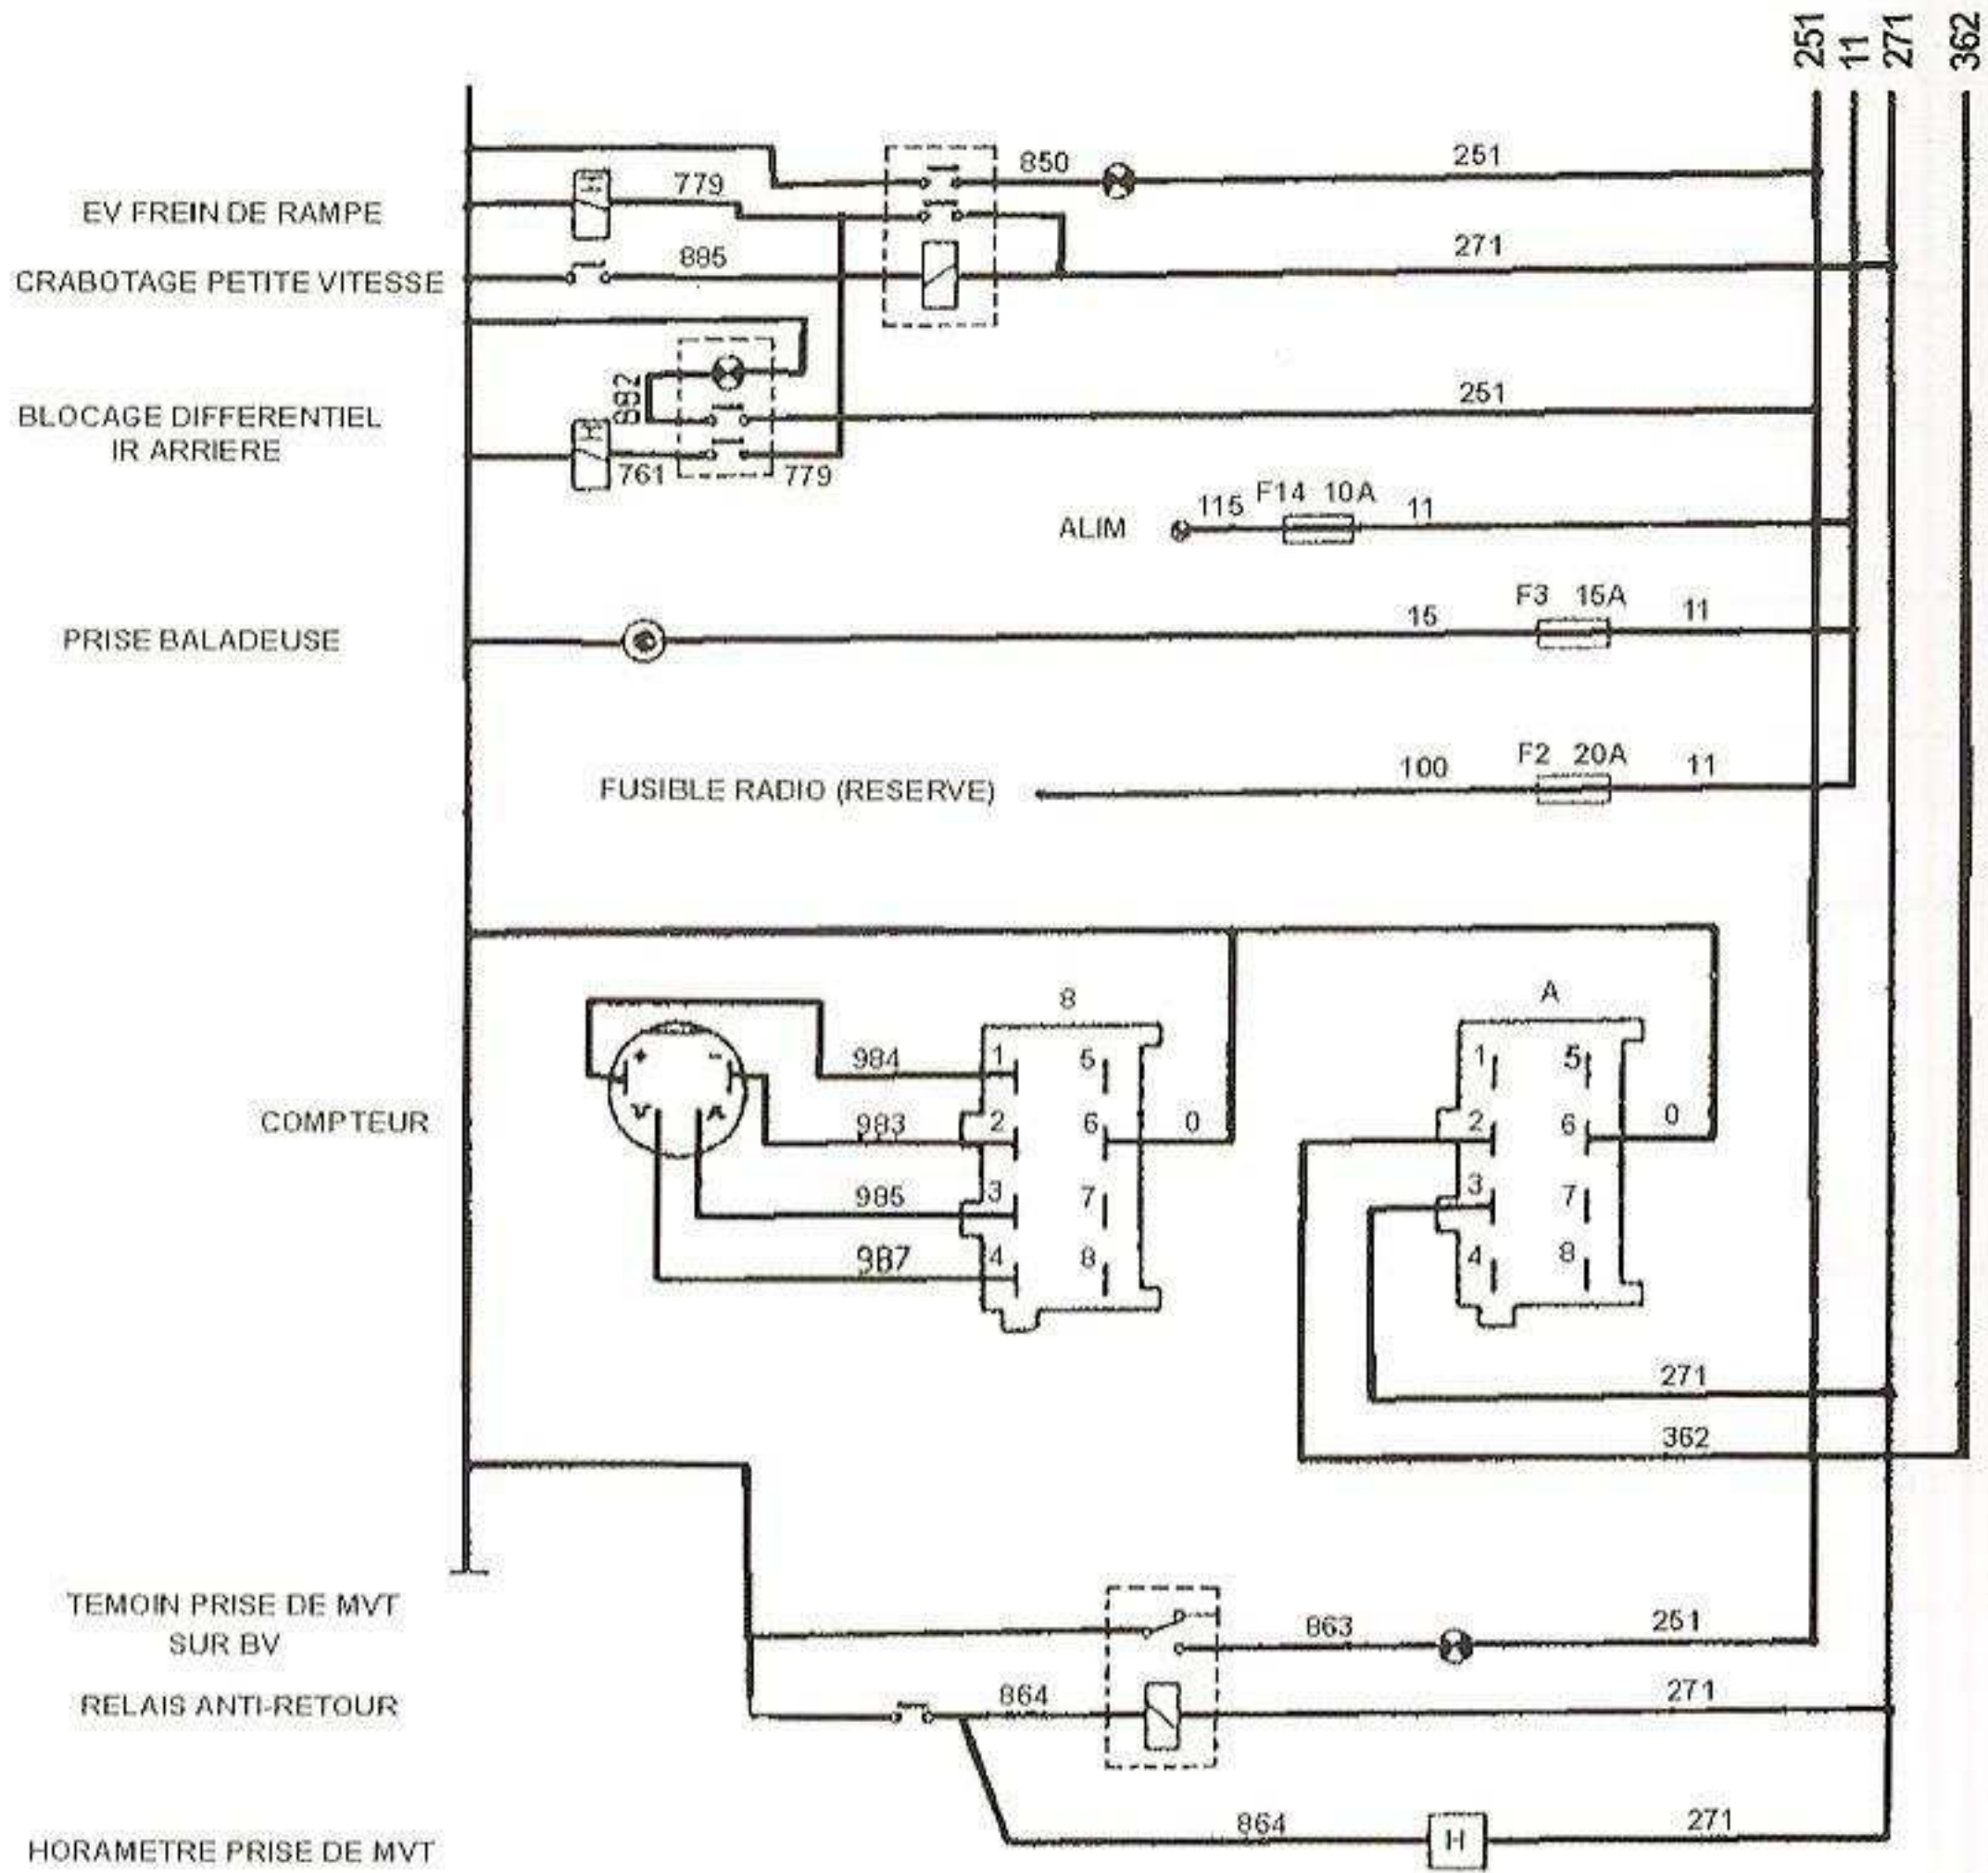 251 11 271 362
850 251
EV FREIN DE RAMPE 779
CRABOTAGE PETITE VITESSE 885 271
BLOCAGE DIFFERENTIEL
IR ARRIERE
882 251
761 779
ALIM 115 F14 10A 11
PRISE BALADEUSE 15 F3 15A 11
FUSIBLE RADIO (RESERVE) 100 F2 20A 11
COMPTEUR
+ -
V A
984
983
985
987
8
1 5
2 6 0
3 7
4 8
A
1 5
2 6 0
3 7
4 8
271
362
TEMOIN PRISE DE MVT
SUR BV
863 251
RELAIS ANTI-RETOUR 864 271
HORAMETRE PRISE DE MVT 864 H 271